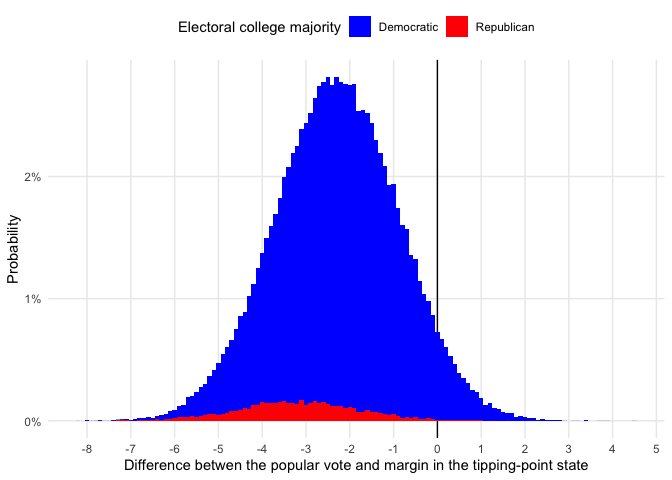 Electoral college majority Democratic Republican
Probability
2%
1%
0%
-8 -7 -6 -5 -4 -3 -2 -1 0 1 2 3 4 5
Difference betwen the popular vote and margin in the tipping-point state